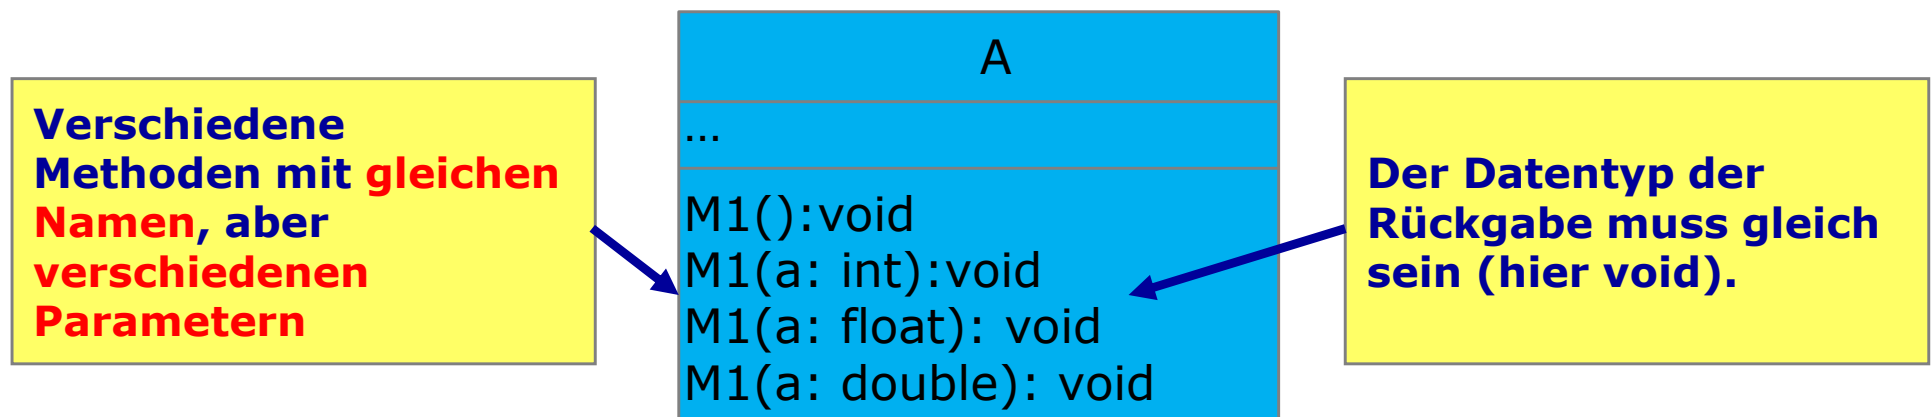 Verschiedene
Methoden mit gleichen
Namen, aber
verschiedenen
Parametern
A
...
M1():void
M1(a: int):void
M1(a: float): void
M1(a: double): void
Der Datentyp der
Rückgabe muss gleich
sein (hier void).